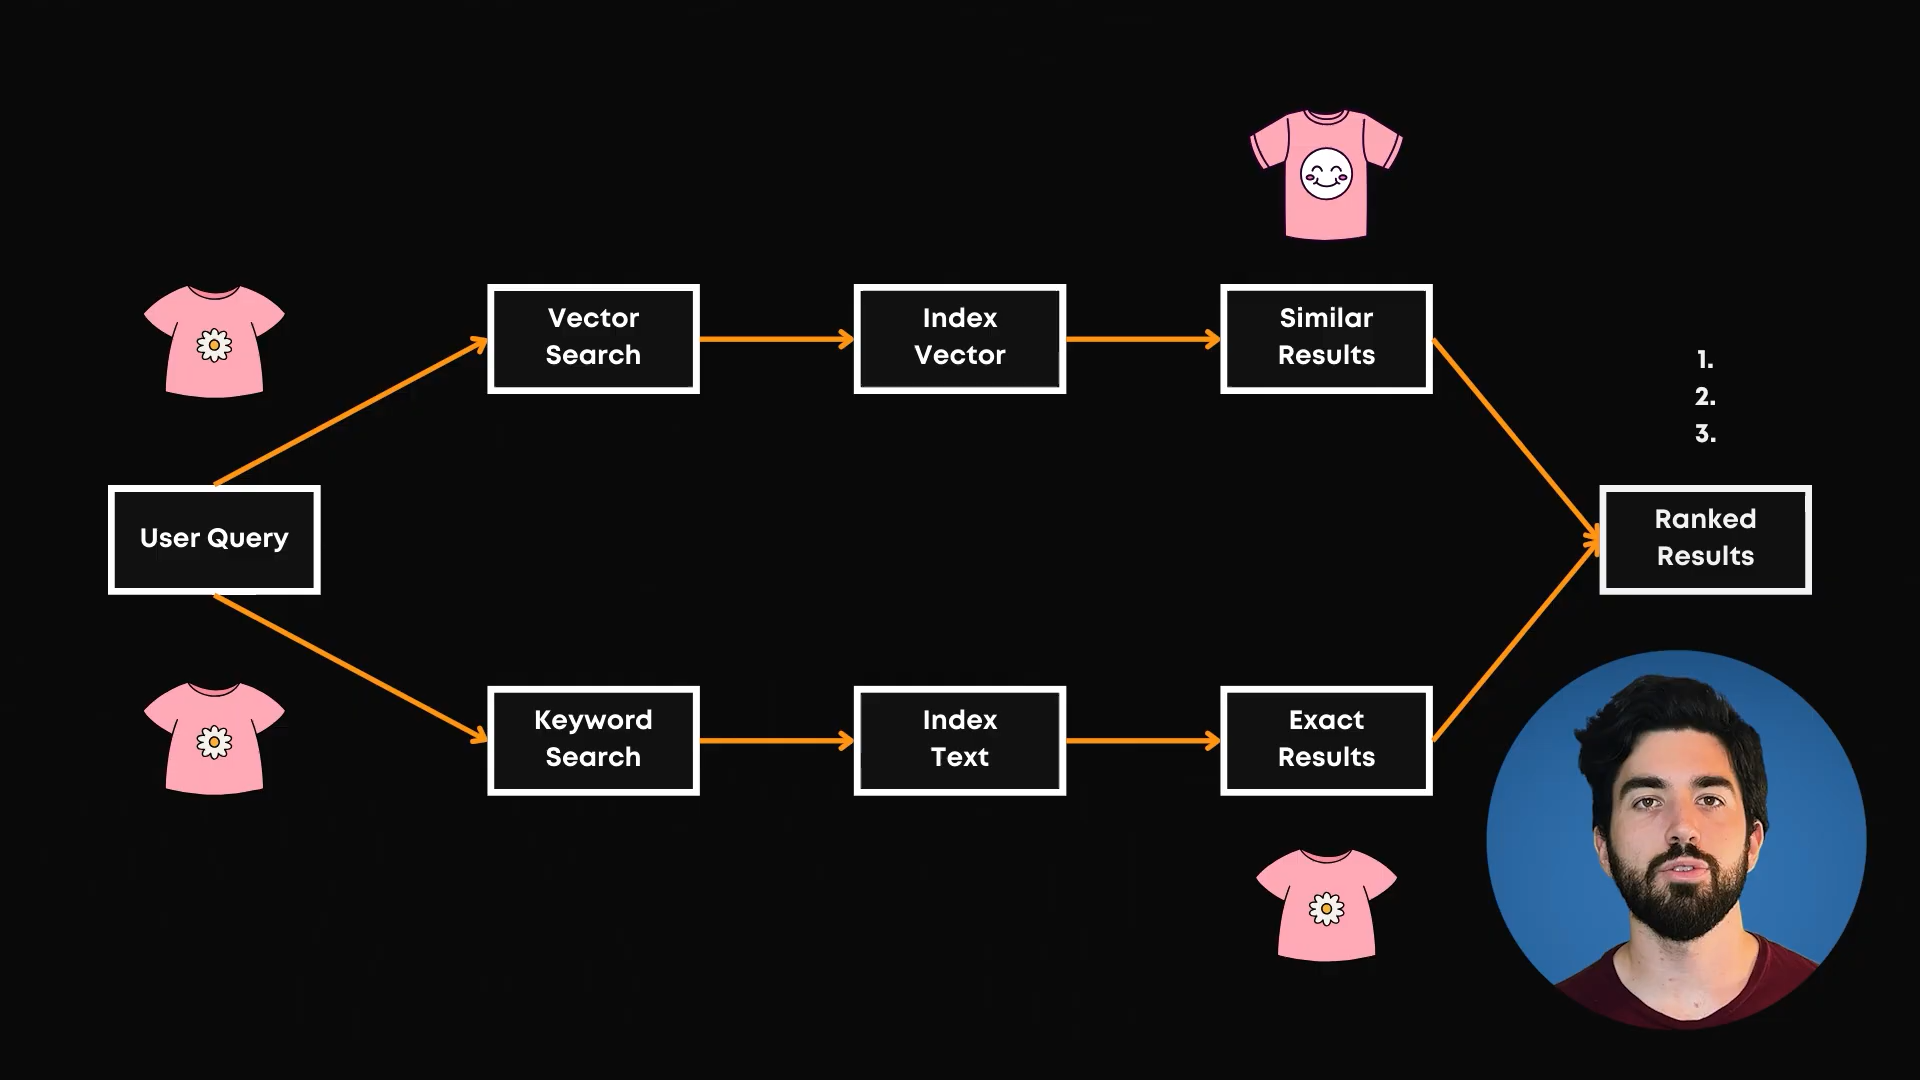 Vector
Search
Index
Vector
Similar
Results
1.
2.
3.
User Query
Ranked
Results
Keyword
Search
Index
Text
Exact
Results